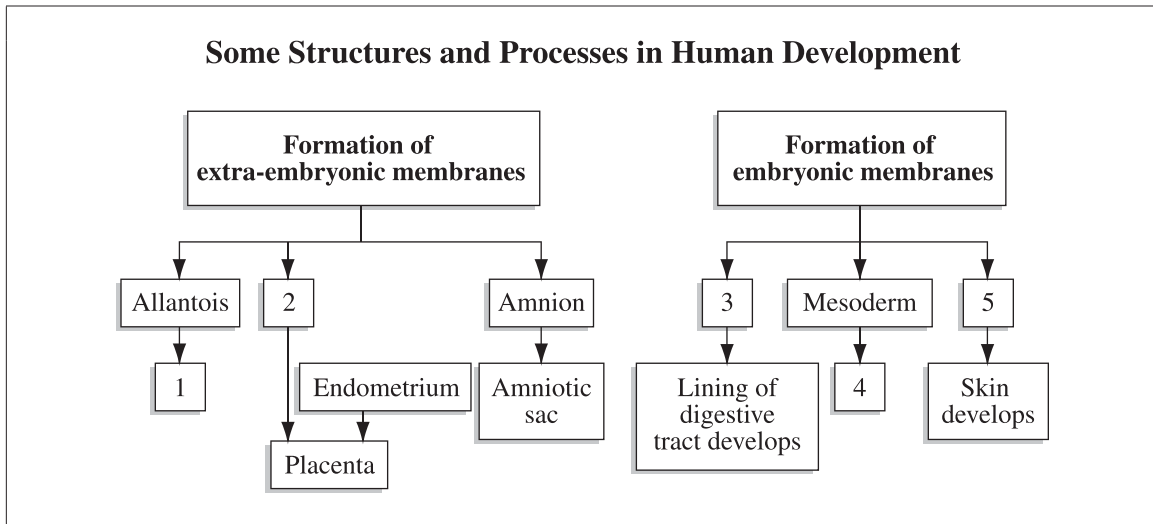 Some Structures and Processes in Human Development
Formation of
extra-embryonic membranes
Formation of
embryonic membranes
Allantois
2
Amnion
3
Mesoderm
5
1
Endometrium
Amniotic
sac
Lining of
digestive
tract develops
4
Skin
develops
Placenta